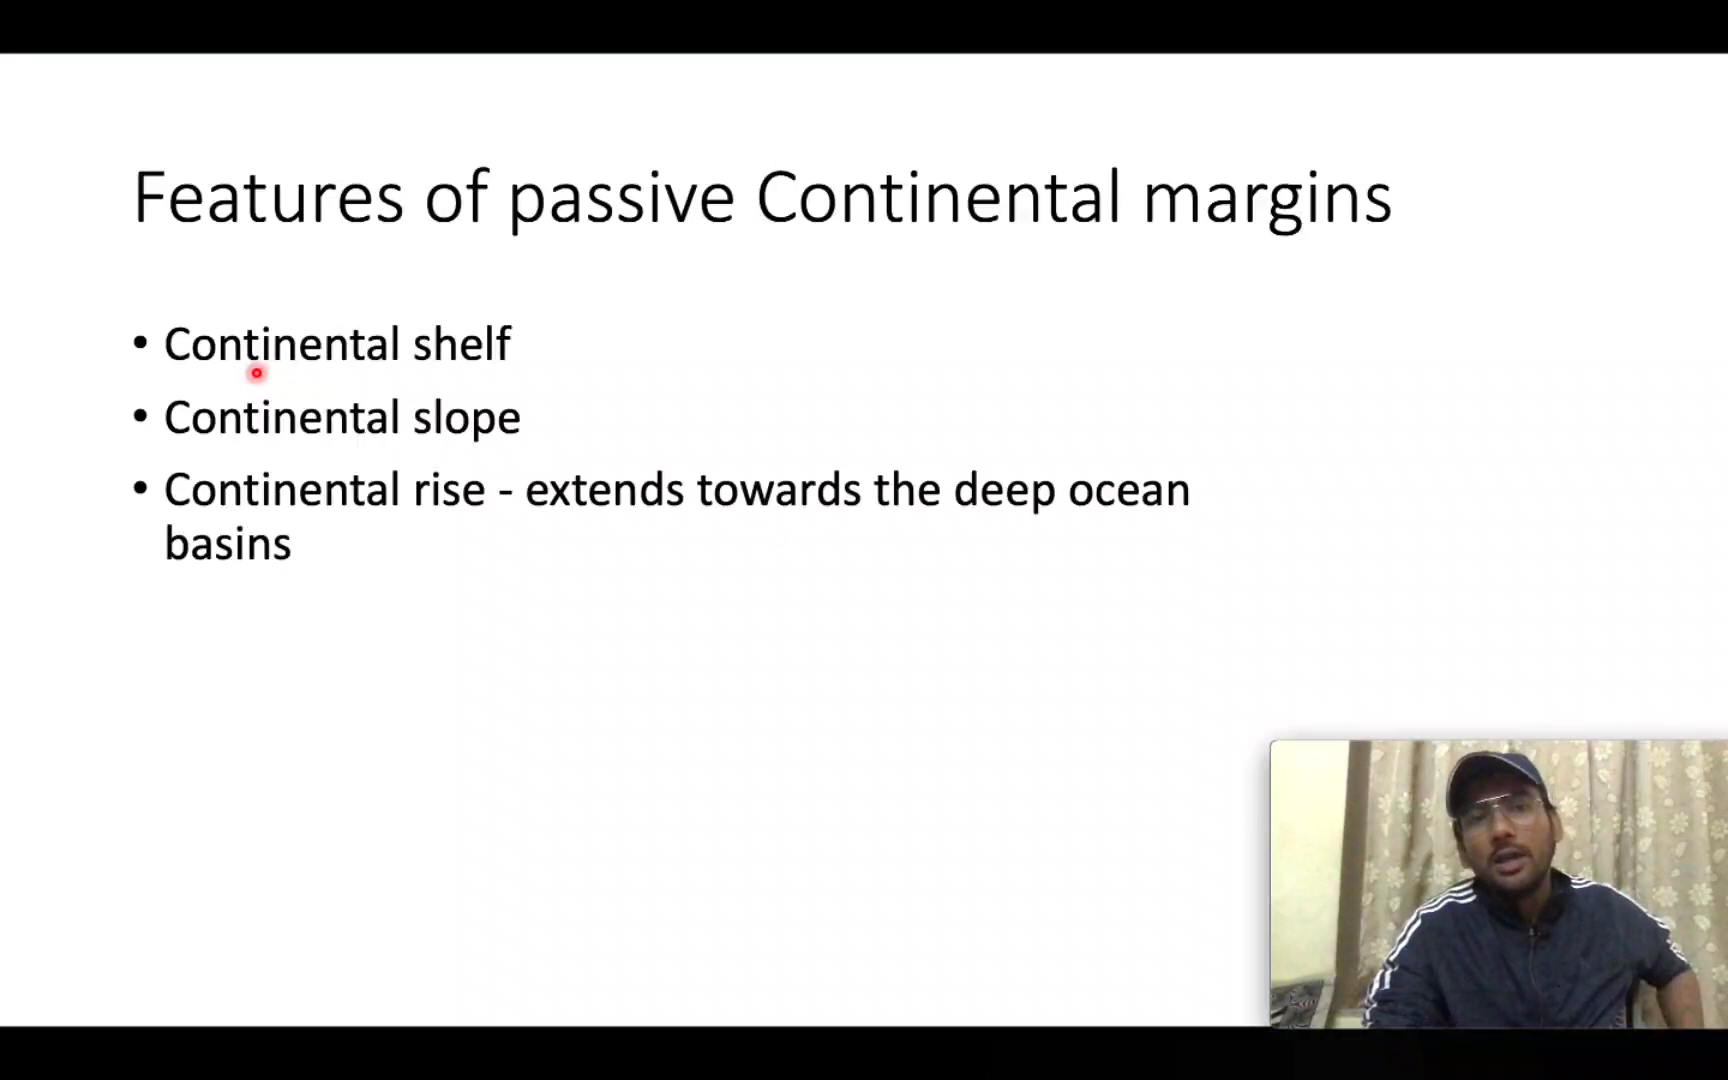 Features of passive Continental margins
• Continental shelf
• Continental slope
• Continental rise - extends towards the deep ocean
basins